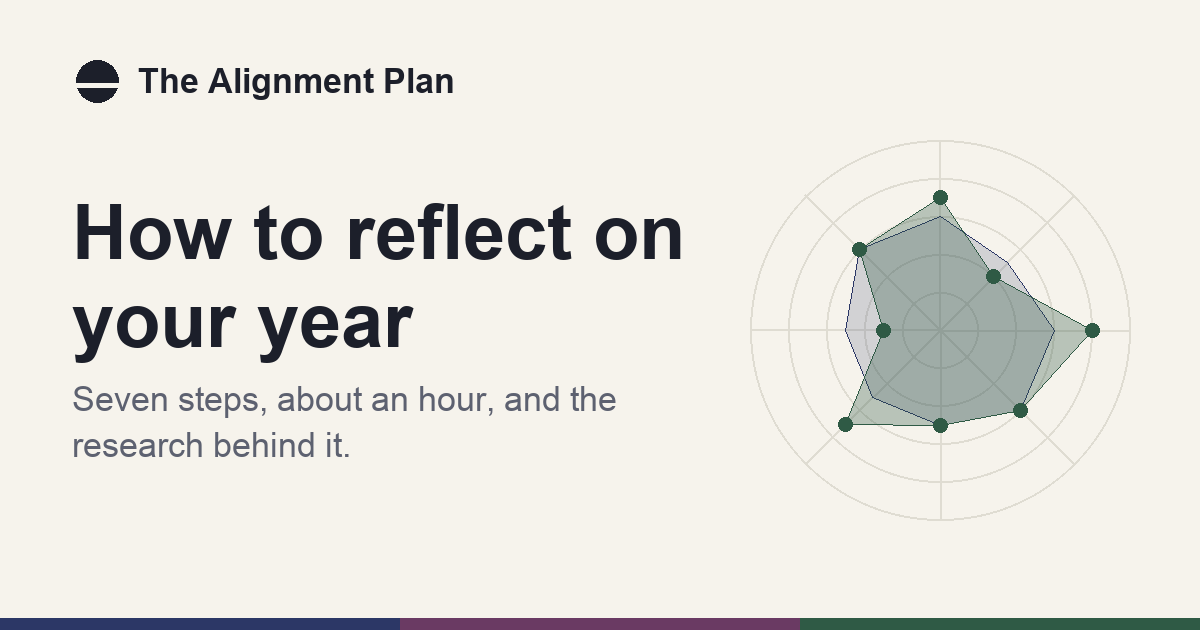 The Alignment Plan
How to reflect on
your year
Seven steps, about an hour, and the
research behind it.